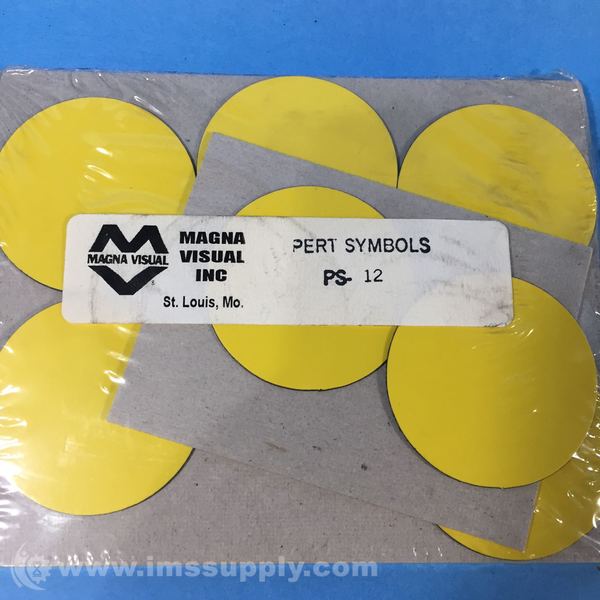 MAGNA VISUAL
MAGNA
VISUAL
INC
St. Louis, Mo.
PERT SYMBOLS
PS- 12
www.imssupply.com